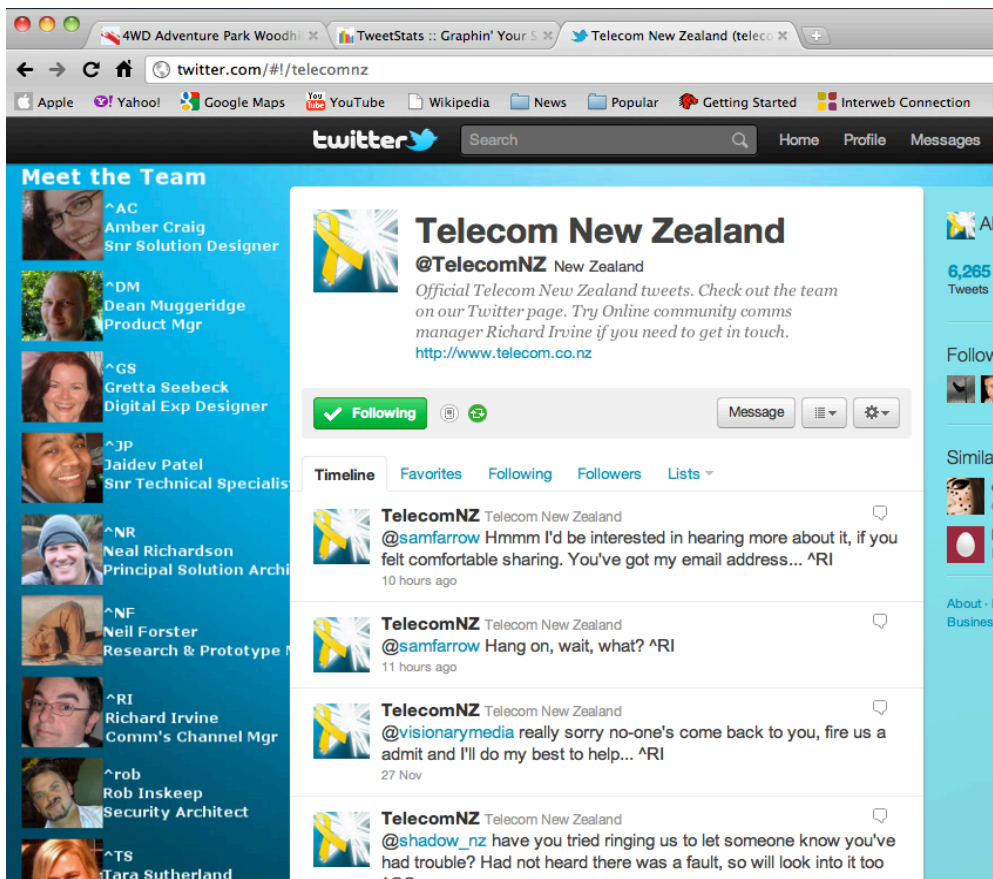 4WD Adventure Park Woodhi
TweetStats :: Graphin' Your S
Telecom New Zealand (teleco
twitter.com/#!/telecomnz
Apple Yahoo! Google Maps YouTube Wikipedia News Popular Getting Started Interweb Connection
twitter Search Home Profile Messages
Meet the Team
^AC
Amber Craig
Snr Solution Designer
^DM
Dean Muggeridge
Product Mgr
^GS
Gretta Seebeck
Digital Exp Designer
^JP
Jaidev Patel
Snr Technical Specialis
^NR
Neal Richardson
Principal Solution Archi
^NF
Neil Forster
Research & Prototype
^RI
Richard Irvine
Comm's Channel Mgr
^rob
Rob Inskeep
Security Architect
^TS
Tara Sutherland
Telecom New Zealand
@TelecomNZ New Zealand
Official Telecom New Zealand tweets. Check out the team
on our Twitter page. Try Online community comms
manager Richard Irvine if you need to get in touch.
http://www.telecom.co.nz
Following
Message
Timeline Favorites Following Followers Lists
TelecomNZ Telecom New Zealand
@samfarrow Hmmm I'd be interested in hearing more about it, if you
felt comfortable sharing. You've got my email address... ^RI
10 hours ago
TelecomNZ Telecom New Zealand
@samfarrow Hang on, wait, what? ^RI
11 hours ago
TelecomNZ Telecom New Zealand
@visionarymedia really sorry no-one's come back to you, fire us a
admit and I'll do my best to help... ^RI
27 Nov
TelecomNZ Telecom New Zealand
@shadow_nz have you tried ringing us to let someone know you've
had trouble? Had not heard there was a fault, so will look into it too
6,265
Tweets
Follow
Simila
About ·
Busines